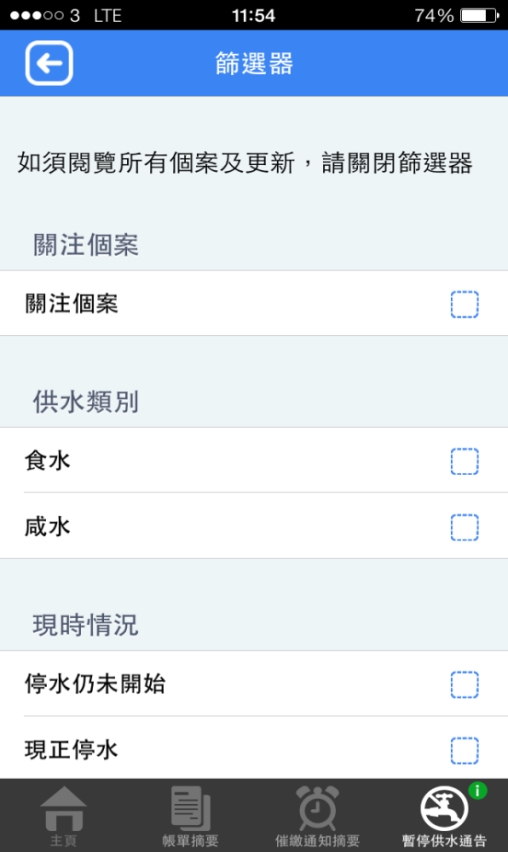 3 LTE 11:54 74%
篩選器
如須閱覽所有個案及更新，請關閉篩選器
關注個案
關注個案
供水類別
食水
咸水
現時情況
停水仍未開始
現正停水
i
主頁 帳單摘要 催繳通知摘要 暫停供水通告